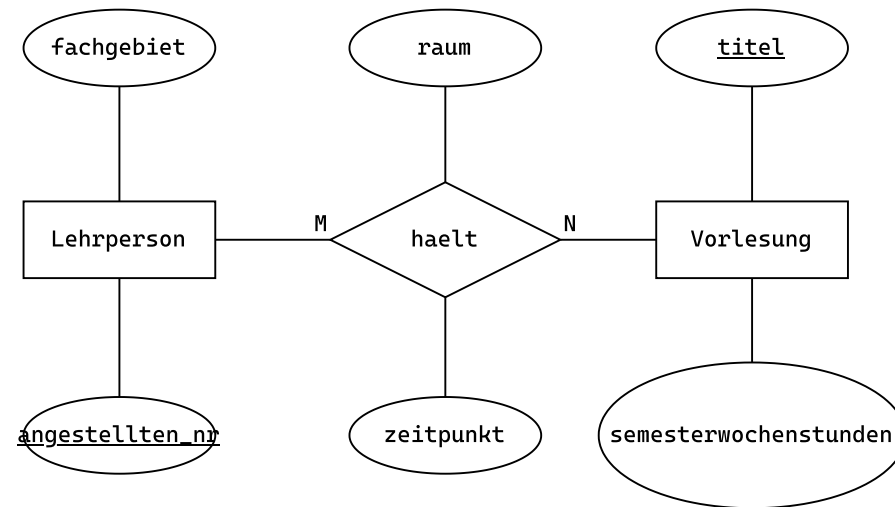 fachgebiet
raum
titel
M
N
Lehrperson
haelt
Vorlesung
angestellten_nr
zeitpunkt
semesterwochenstunden